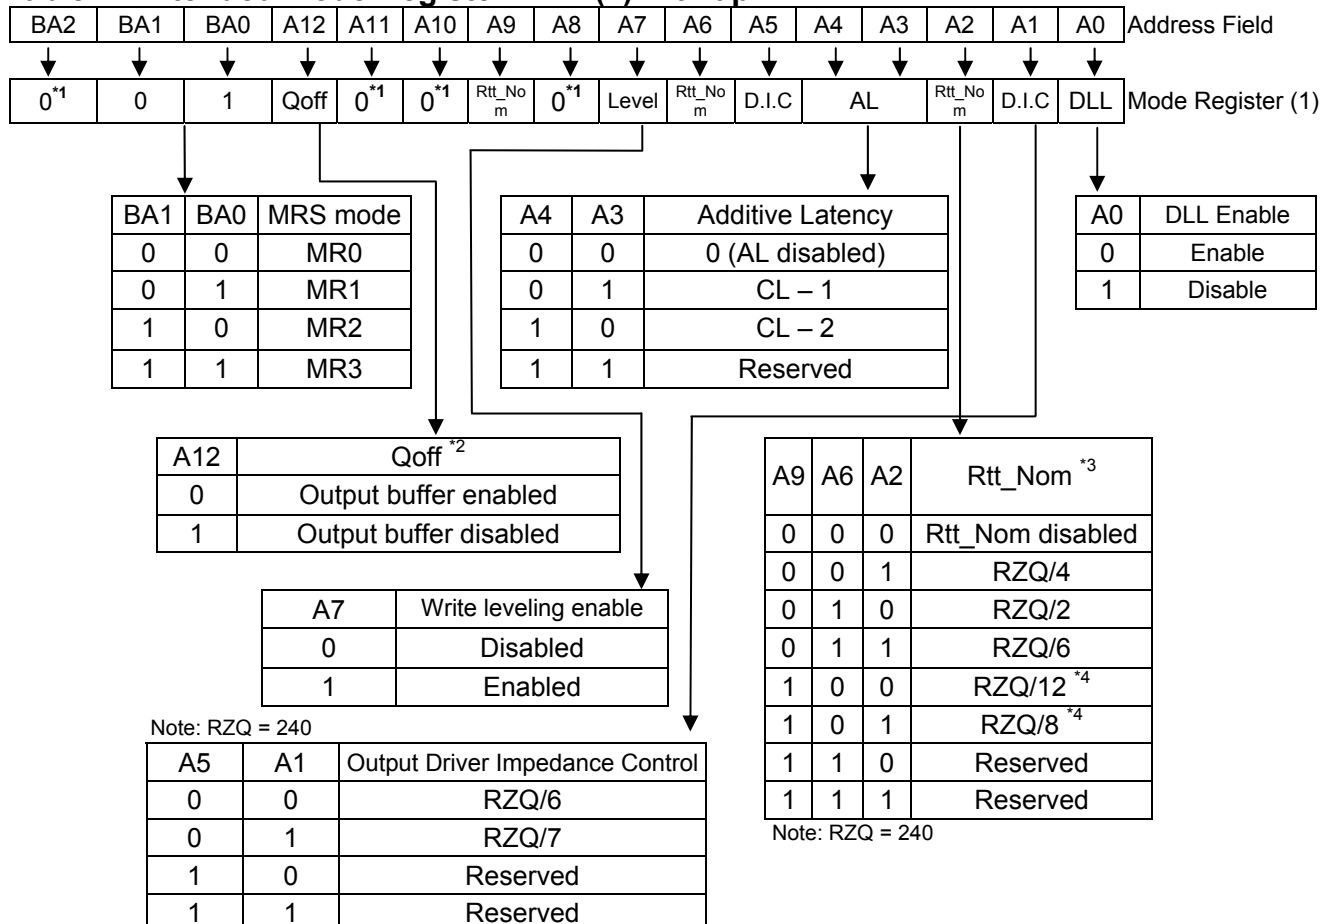 BA2 BA1 BA0 A12 A11 A10 A9 A8 A7 A6 A5 A4 A3 A2 A1 A0 Address Field
0*1 0 1 Qoff 0*1 0*1 Rtt_Nom 0*1 Level Rtt_Nom D.I.C AL Rtt_Nom D.I.C DLL Mode Register (1)
BA1 BA0 MRS mode
0 0 MR0
0 1 MR1
1 0 MR2
1 1 MR3
A4 A3 Additive Latency
0 0 0 (AL disabled)
0 1 CL – 1
1 0 CL – 2
1 1 Reserved
A0 DLL Enable
0 Enable
1 Disable
A12 Qoff *2
0 Output buffer enabled
1 Output buffer disabled
A7 Write leveling enable
0 Disabled
1 Enabled
Note: RZQ = 240
A5 A1 Output Driver Impedance Control
0 0 RZQ/6
0 1 RZQ/7
1 0 Reserved
1 1 Reserved
A9 A6 A2 Rtt_Nom *3
0 0 0 Rtt_Nom disabled
0 0 1 RZQ/4
0 1 0 RZQ/2
0 1 1 RZQ/6
1 0 0 RZQ/12 *4
1 0 1 RZQ/8 *4
1 1 0 Reserved
1 1 1 Reserved
Note: RZQ = 240